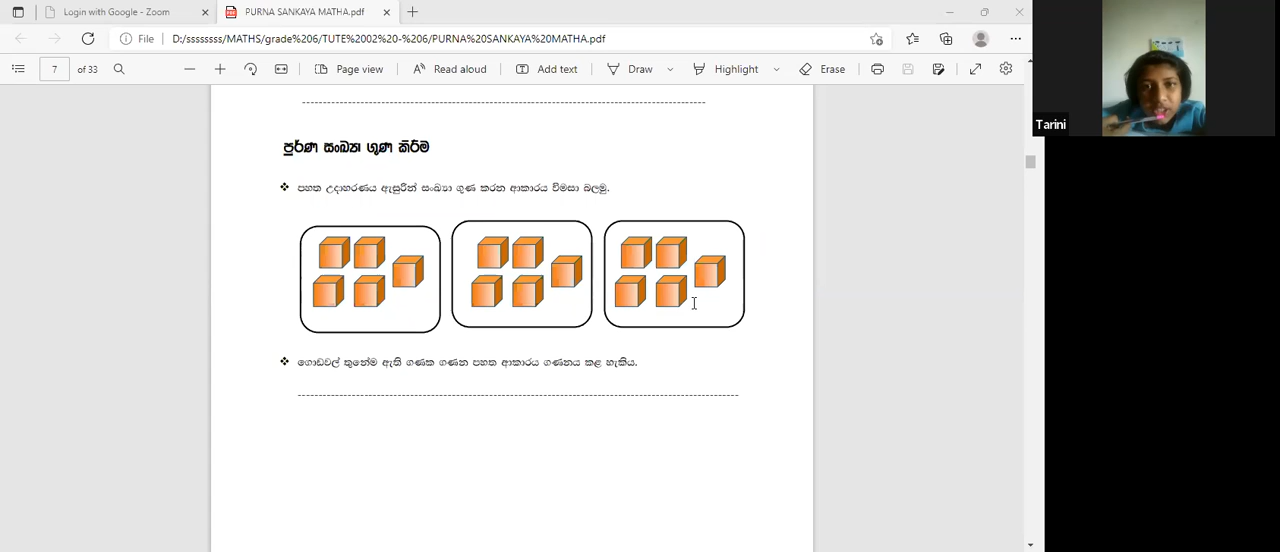 Login with Google - Zoom
PURNA SANKAYA MATHA.pdf
File D:/ssssssss/MATHS/grade%206/TUTE%2002%20-%206/PURNA%20SANKAYA%20MATHA.pdf
7 of 33 Page view Read aloud Add text Draw Highlight Erase
Tarini
පූර්ණ සංඛ්‍යා ගුණ කිරීම
පහත උදාහරණය ඇසුරින් සංඛ්‍යා ගුණ කරන ආකාරය විමසා බලමු.
ගොඩවල් තුනේම ඇති ගණක ගණන පහත ආකාරය ගණනය කළ හැකිය.